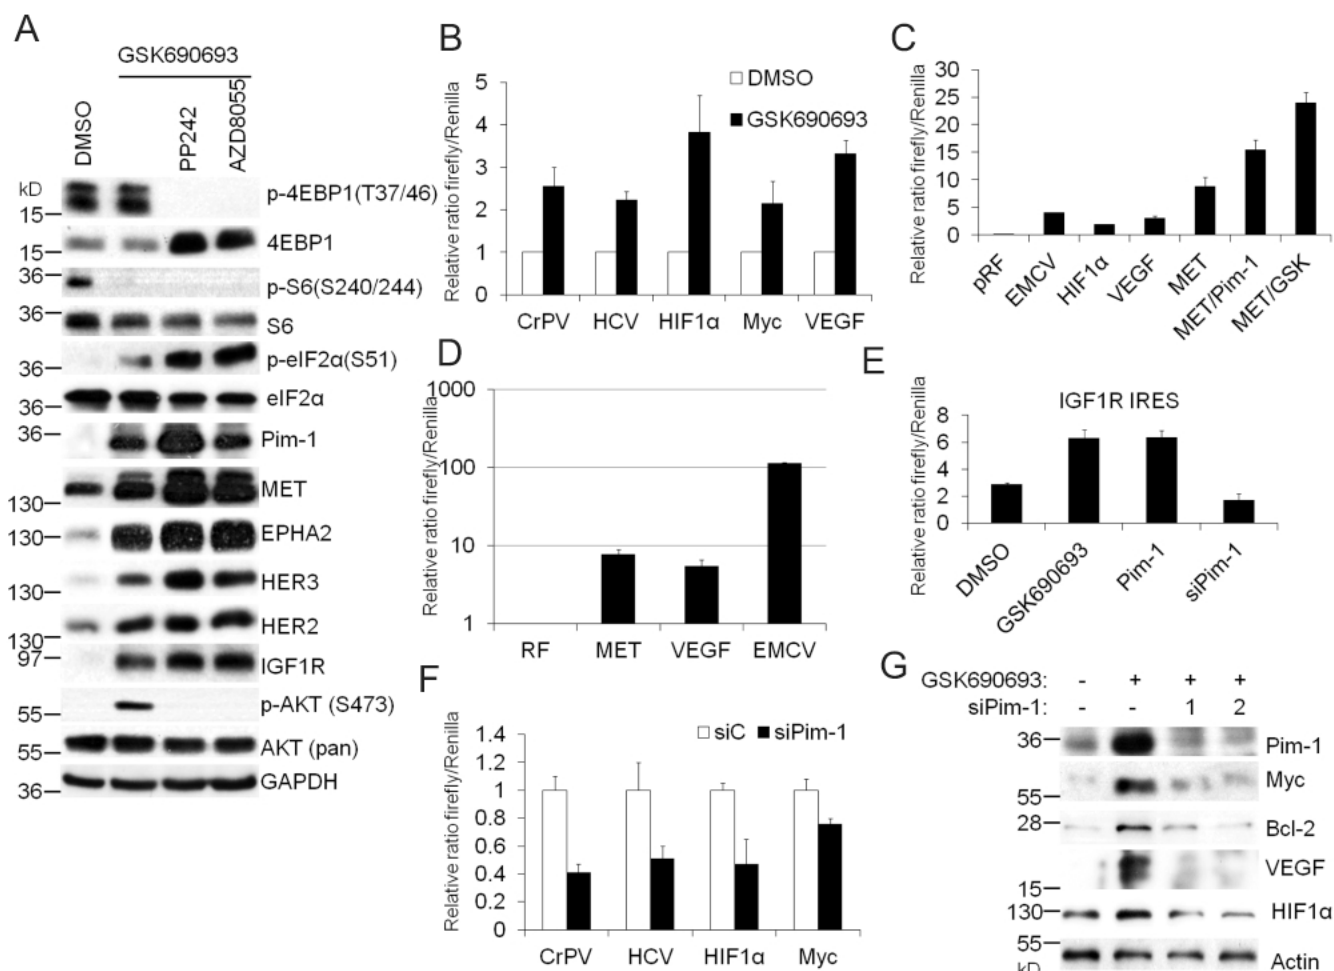 A
GSK690693
DMSO
PP242
AZD8055
kD
15
p-4EBP1(T37/46)
15
4EBP1
36
p-S6(S240/244)
36
S6
36
p-eIF2α(S51)
36
eIF2α
36
Pim-1
130
MET
130
EPHA2
130
HER3
130
HER2
97
IGF1R
55
p-AKT (S473)
55
AKT (pan)
36
GAPDH
B
Relative ratio firefly/Renilla
5
4
3
2
1
0
DMSO
GSK690693
CrPV HCV HIF1α Myc VEGF
C
Relative ratio firefly/Renilla
30
25
20
15
10
5
0
pRF
EMCV
HIF1α
VEGF
MET
MET/Pim-1
MET/GSK
D
Relative ratio firefly/Renilla
1000
100
10
1
RF MET VEGF EMCV
E
IGF1R IRES
Relative ratio firefly/Renilla
8
6
4
2
0
DMSO
GSK690693
Pim-1
siPim-1
F
Relative ratio firefly/Renilla
siC siPim-1
1.4
1.2
1
0.8
0.6
0.4
0.2
0
CrPV HCV HIF1α Myc
G
GSK690693: - + + +
siPim-1: - - 1 2
36
Pim-1
Myc
55
28
Bcl-2
VEGF
15
130
HIF1α
55
Actin
kD